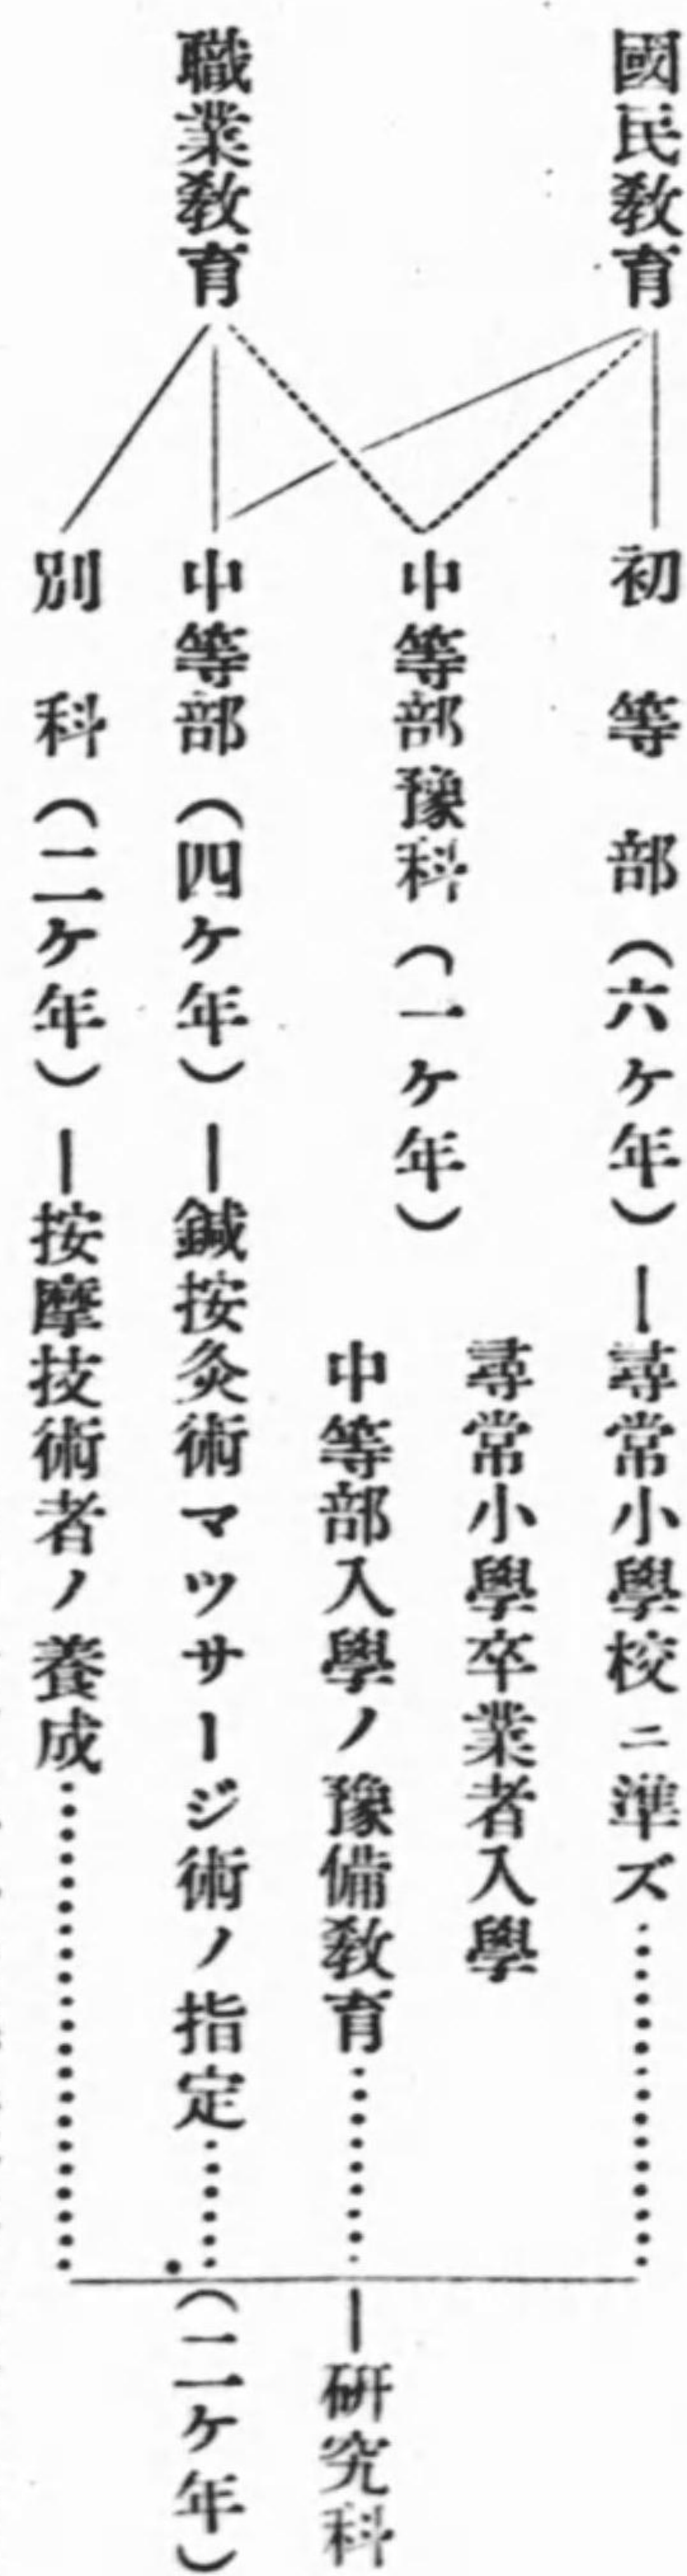 國民教育
職業教育
初等部(六ヶ年)―尋常小學校ニ準ズ……………
中等部豫科(一ヶ年)
尋常小學卒業者入學
中等部入學ノ豫備教育………
中等部(四ヶ年)―鍼按灸術マツサージ術ノ指定……
別科(二ヶ年)―按摩技術者ノ養成…………………
―研究科
(二ヶ年)